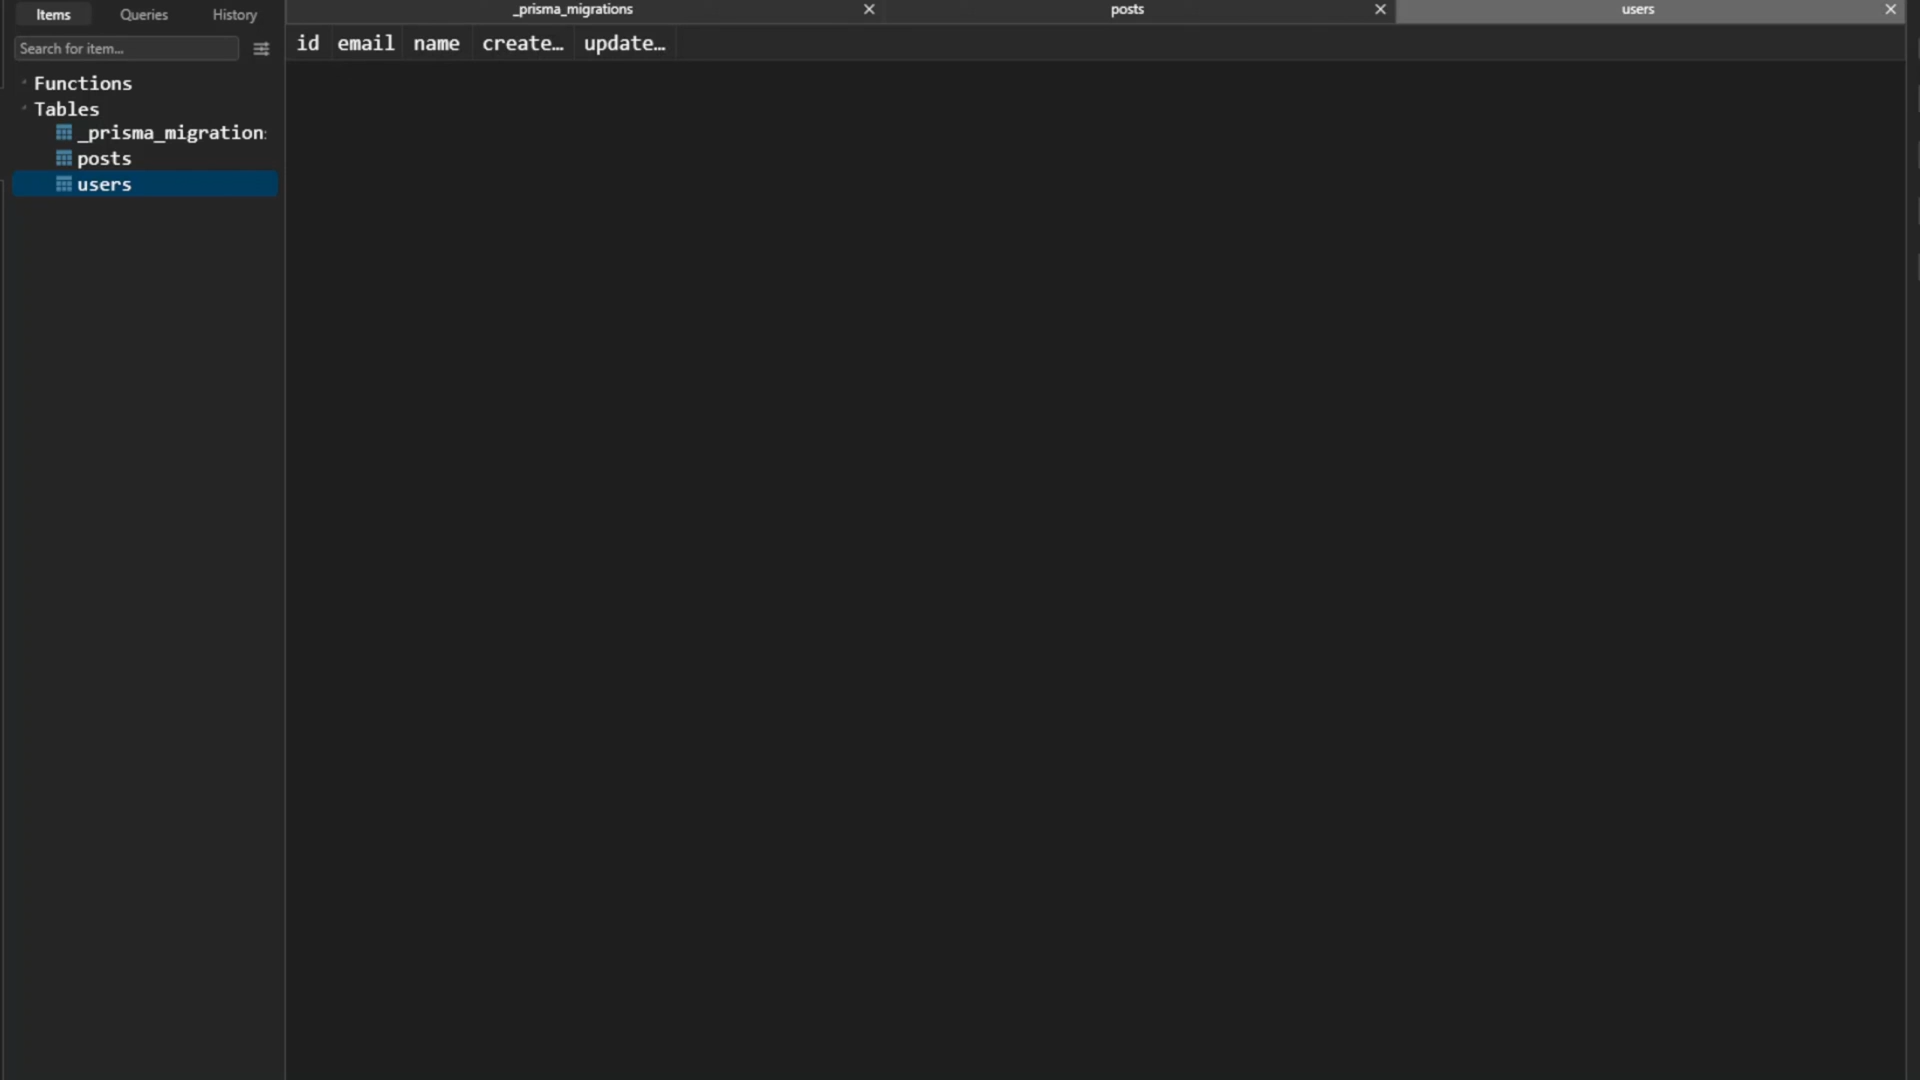 Items Queries History
Search for item...
Functions
Tables
_prisma_migration
posts
users
_prisma_migrations posts users
id email name create… update…